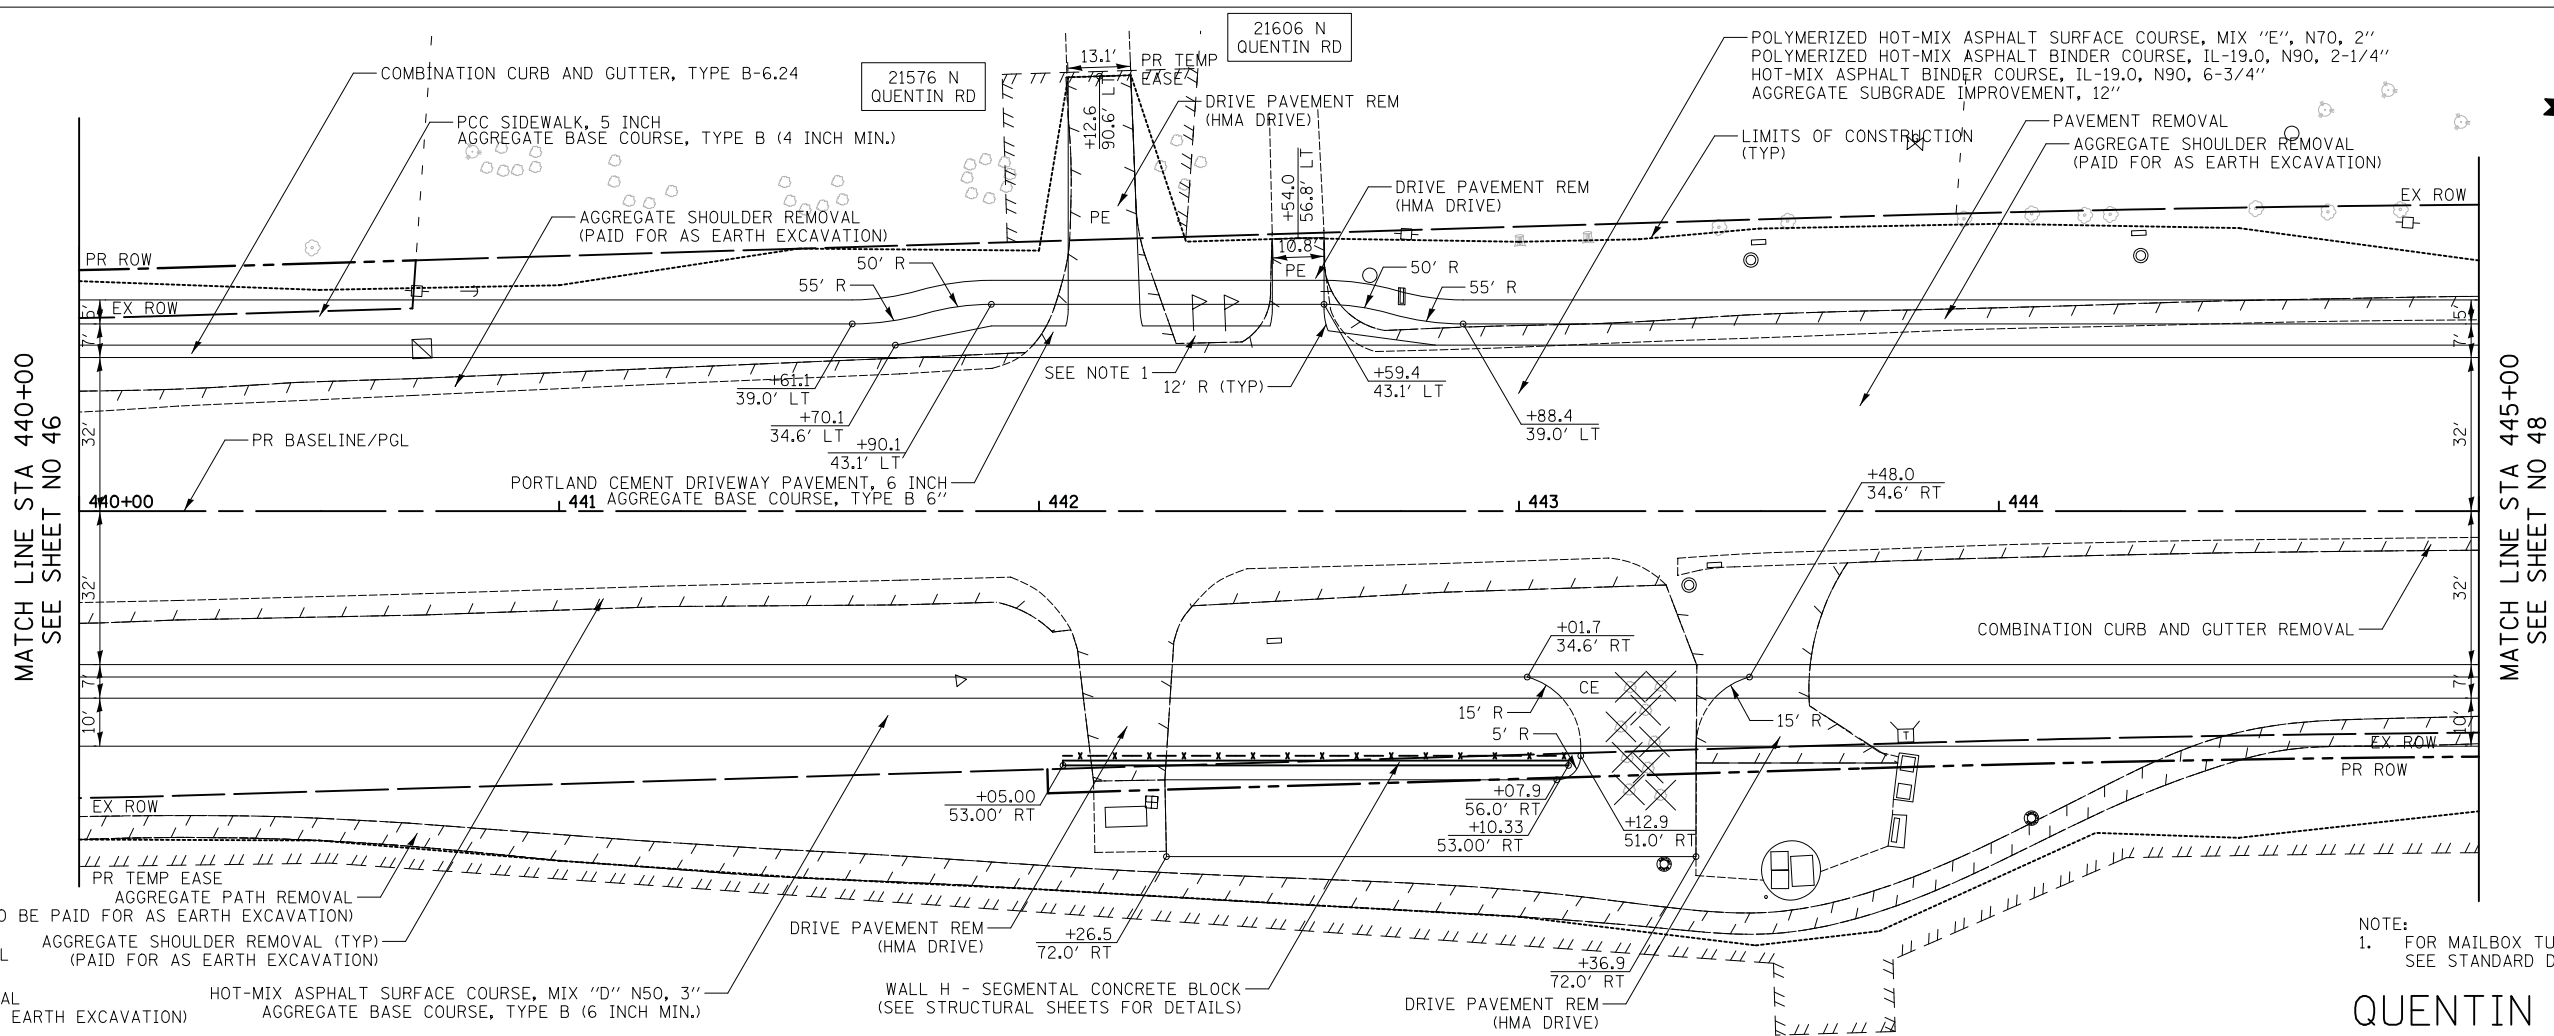 21606 N
QUENTIN RD
21576 N
QUENTIN RD
13.1'
PR TEMP
EASE
+12.6
90.6' LT
COMBINATION CURB AND GUTTER, TYPE B-6.24
PCC SIDEWALK, 5 INCH
AGGREGATE BASE COURSE, TYPE B (4 INCH MIN.)
AGGREGATE SHOULDER REMOVAL
(PAID FOR AS EARTH EXCAVATION)
DRIVE PAVEMENT REM
(HMA DRIVE)
+54.0
56.8' LT
DRIVE PAVEMENT REM
(HMA DRIVE)
POLYMERIZED HOT-MIX ASPHALT SURFACE COURSE, MIX "E", N70, 2"
POLYMERIZED HOT-MIX ASPHALT BINDER COURSE, IL-19.0, N90, 2-1/4"
HOT-MIX ASPHALT BINDER COURSE, IL-19.0, N90, 6-3/4"
AGGREGATE SUBGRADE IMPROVEMENT, 12"
LIMITS OF CONSTRUCTION
(TYP)
PAVEMENT REMOVAL
AGGREGATE SHOULDER REMOVAL
(PAID FOR AS EARTH EXCAVATION)
EX ROW
PR ROW
EX ROW
50' R
55' R
PE
10.8'
PE
50' R
55' R
5'
7'
32'
5'
7'
32'
+61.1
39.0' LT
+70.1
34.6' LT
+90.1
43.1' LT
SEE NOTE 1
12' R (TYP)
+59.4
43.1' LT
+88.4
39.0' LT
PR BASELINE/PGL
PORTLAND CEMENT DRIVEWAY PAVEMENT, 6 INCH
AGGREGATE BASE COURSE, TYPE B 6"
MATCH LINE STA 440+00
SEE SHEET NO 46
MATCH LINE STA 445+00
SEE SHEET NO 48
440+00
441
442
443
444
+48.0
34.6' RT
32'
7'
10'
32'
7'
10'
+01.7
34.6' RT
CE
15' R
5' R
15' R
COMBINATION CURB AND GUTTER REMOVAL
T
EX ROW
PR ROW
EX ROW
+05.00
53.00' RT
+07.9
56.0' RT
+10.33
53.00' RT
+12.9
51.0' RT
PR TEMP EASE
AGGREGATE PATH REMOVAL
O BE PAID FOR AS EARTH EXCAVATION)
AGGREGATE SHOULDER REMOVAL (TYP)
(PAID FOR AS EARTH EXCAVATION)
L
AL
EARTH EXCAVATION)
HOT-MIX ASPHALT SURFACE COURSE, MIX "D" N50, 3"
AGGREGATE BASE COURSE, TYPE B (6 INCH MIN.)
DRIVE PAVEMENT REM
(HMA DRIVE)
+26.5
72.0' RT
WALL H - SEGMENTAL CONCRETE BLOCK
(SEE STRUCTURAL SHEETS FOR DETAILS)
+36.9
72.0' RT
DRIVE PAVEMENT REM
(HMA DRIVE)
NOTE:
1. FOR MAILBOX TU
SEE STANDARD D
QUENTIN